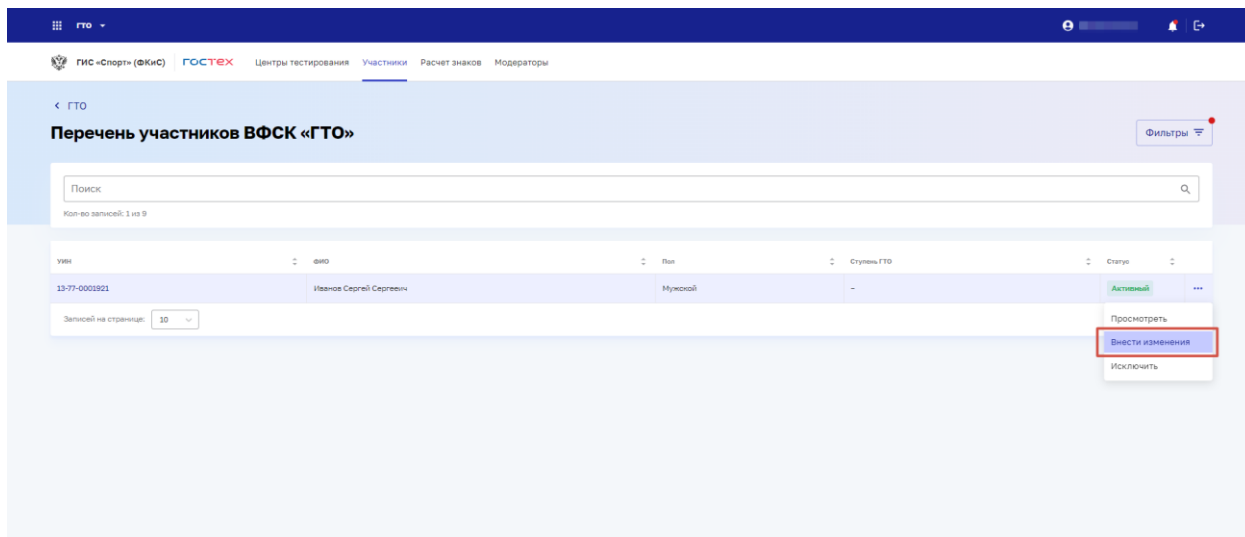 ГТО
ГИС «Спорт» (ФКиС) ГОСТЕХ Центры тестирования Участники Расчет знаков Модераторы
ГТО
Перечень участников ВФСК «ГТО»
Фильтры
Поиск
Кол-во записей: 1 из 9
УИН ФИО Пол Ступень ГТО Статус
13-77-0001921 Иванов Сергей Сергеевич Мужской – Активный
Записей на странице: 10
Просмотреть
Внести изменения
Исключить